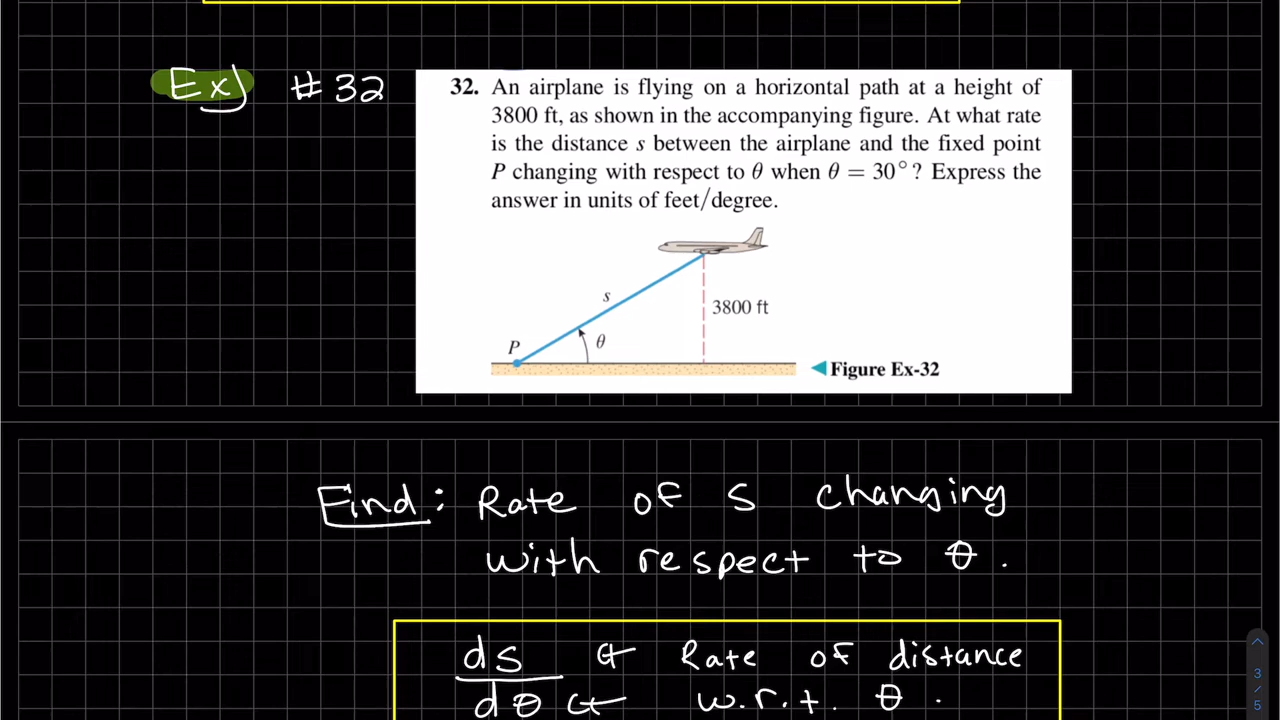 Ex) #32
32. An airplane is flying on a horizontal path at a height of
3800 ft, as shown in the accompanying figure. At what rate
is the distance s between the airplane and the fixed point
P changing with respect to θ when θ = 30°? Express the
answer in units of feet/degree.
s
3800 ft
P
θ
◀ Figure Ex-32
Find: Rate of S changing
with respect to θ.
ds ← Rate of distance
dθ ← w.r.t. θ.
3
/
5